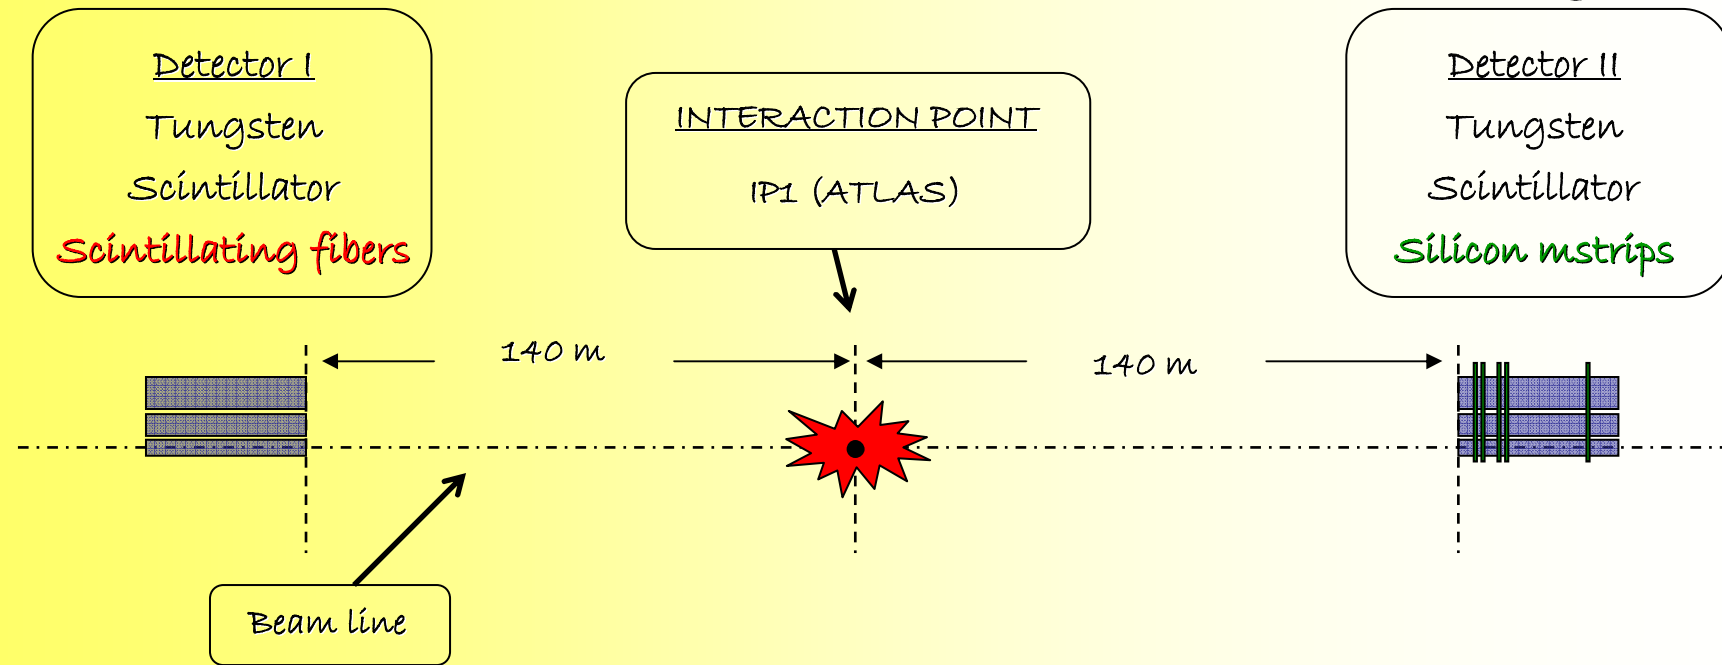 Detector I
Tungsten
Scintillator
Scintillating fibers
INTERACTION POINT
IP1 (ATLAS)
Detector II
Tungsten
Scintillator
Silicon mstrips
140 m
140 m
Beam line